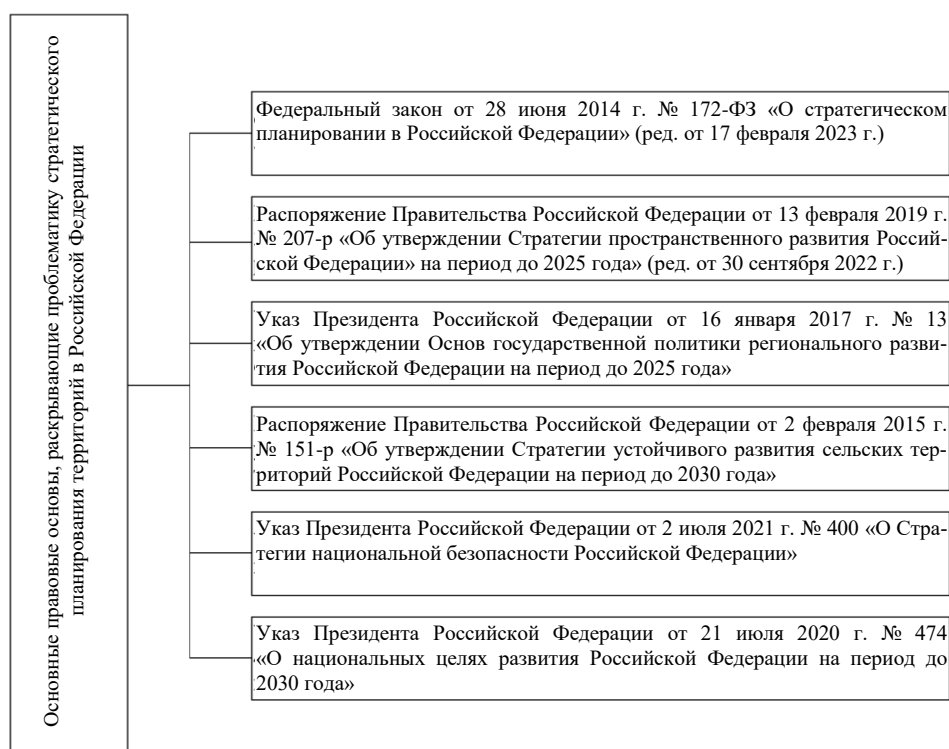 Основные правовые основы, раскрывающие проблематику стратегического
планирования территорий в Российской Федерации
Федеральный закон от 28 июня 2014 г. № 172-ФЗ «О стратегическом
планировании в Российской Федерации» (ред. от 17 февраля 2023 г.)
Распоряжение Правительства Российской Федерации от 13 февраля 2019 г.
№ 207-р «Об утверждении Стратегии пространственного развития Россий-
ской Федерации» на период до 2025 года» (ред. от 30 сентября 2022 г.)
Указ Президента Российской Федерации от 16 января 2017 г. № 13
«Об утверждении Основ государственной политики регионального разви-
тия Российской Федерации на период до 2025 года»
Распоряжение Правительства Российской Федерации от 2 февраля 2015 г.
№ 151-р «Об утверждении Стратегии устойчивого развития сельских тер-
риторий Российской Федерации на период до 2030 года»
Указ Президента Российской Федерации от 2 июля 2021 г. № 400 «О Стра-
тегии национальной безопасности Российской Федерации»
Указ Президента Российской Федерации от 21 июля 2020 г. № 474
«О национальных целях развития Российской Федерации на период до
2030 года»